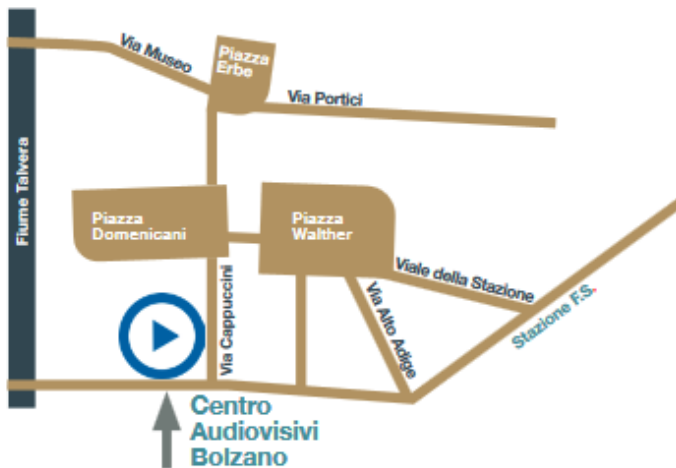 Via Museo
Piazza
Erbe
Via Portici
Fiume Talvera
Piazza
Domenicani
Piazza
Walther
Viale della Stazione
Via Cappuccini
Via Alto Adige
Stazione F.S.
Centro
Audiovisivi
Bolzano